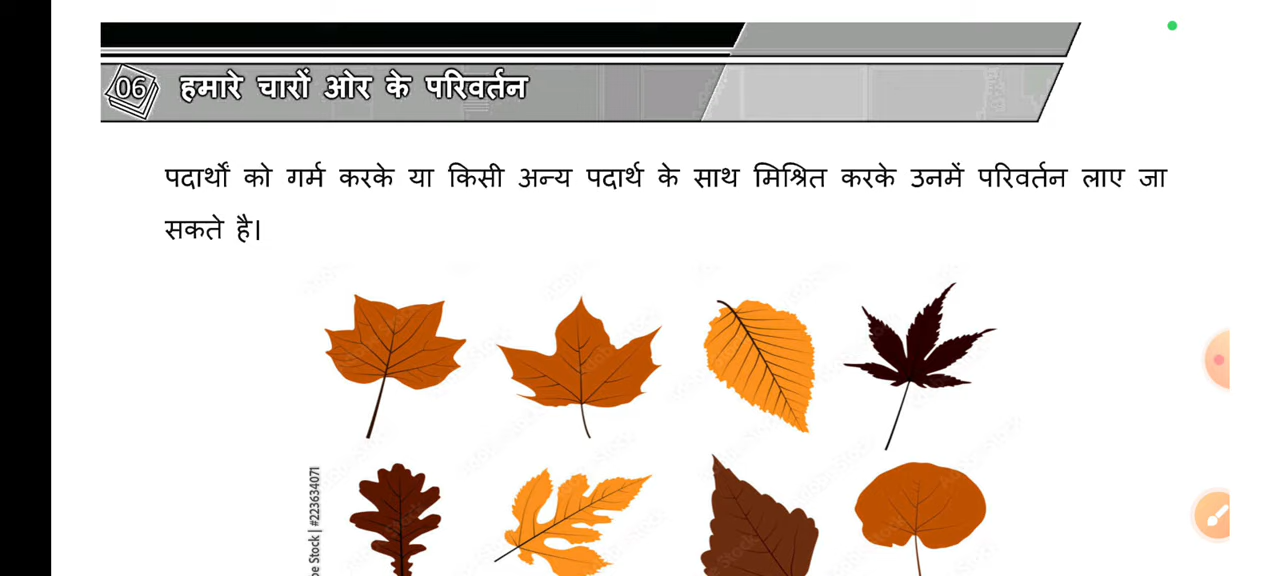 06 हमारे चारों ओर के परिवर्तन
पदार्थों को गर्म करके या किसी अन्य पदार्थ के साथ मिश्रित करके उनमें परिवर्तन लाए जा
सकते है।
be Stock | #223634071